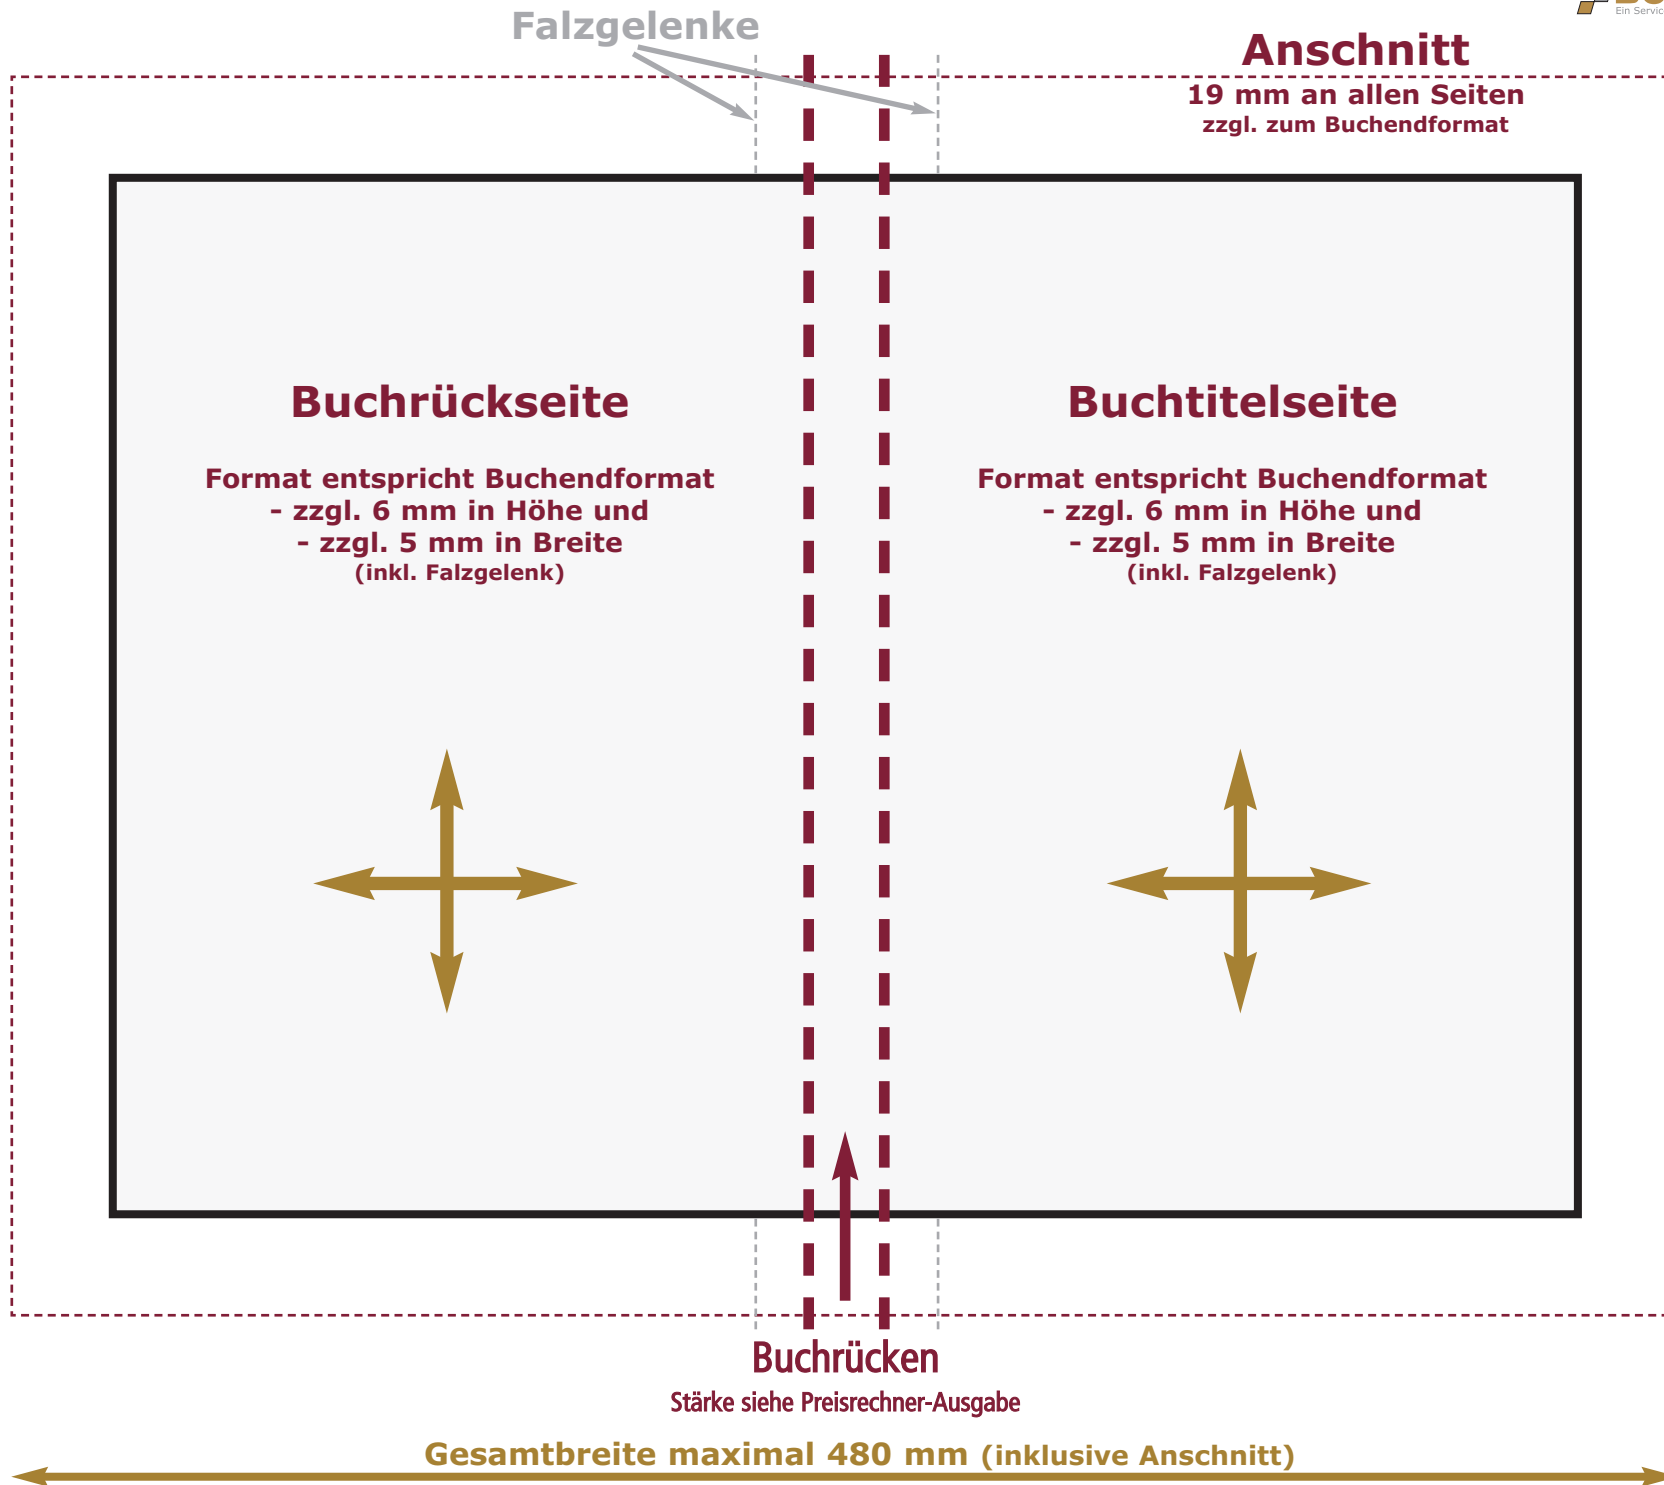 Falzgelenke
Ein Servic
Anschnitt
19 mm an allen Seiten
zzgl. zum Buchendformat
Buchrückseite
Format entspricht Buchendformat
- zzgl. 6 mm in Höhe und
- zzgl. 5 mm in Breite
(inkl. Falzgelenk)
Buchtitelseite
Format entspricht Buchendformat
- zzgl. 6 mm in Höhe und
- zzgl. 5 mm in Breite
(inkl. Falzgelenk)
Buchrücken
Stärke siehe Preisrechner-Ausgabe
Gesamtbreite maximal 480 mm (inklusive Anschnitt)